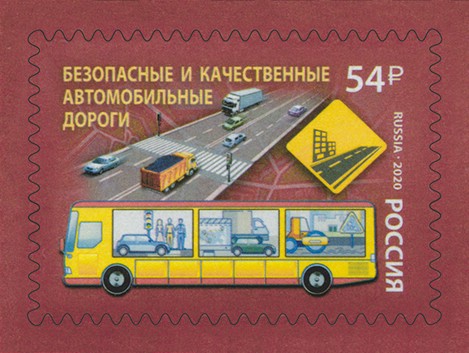 БЕЗОПАСНЫЕ И КАЧЕСТВЕННЫЕ
АВТОМОБИЛЬНЫЕ
ДОРОГИ
54₽
RUSSIA • 2020
РОССИЯ